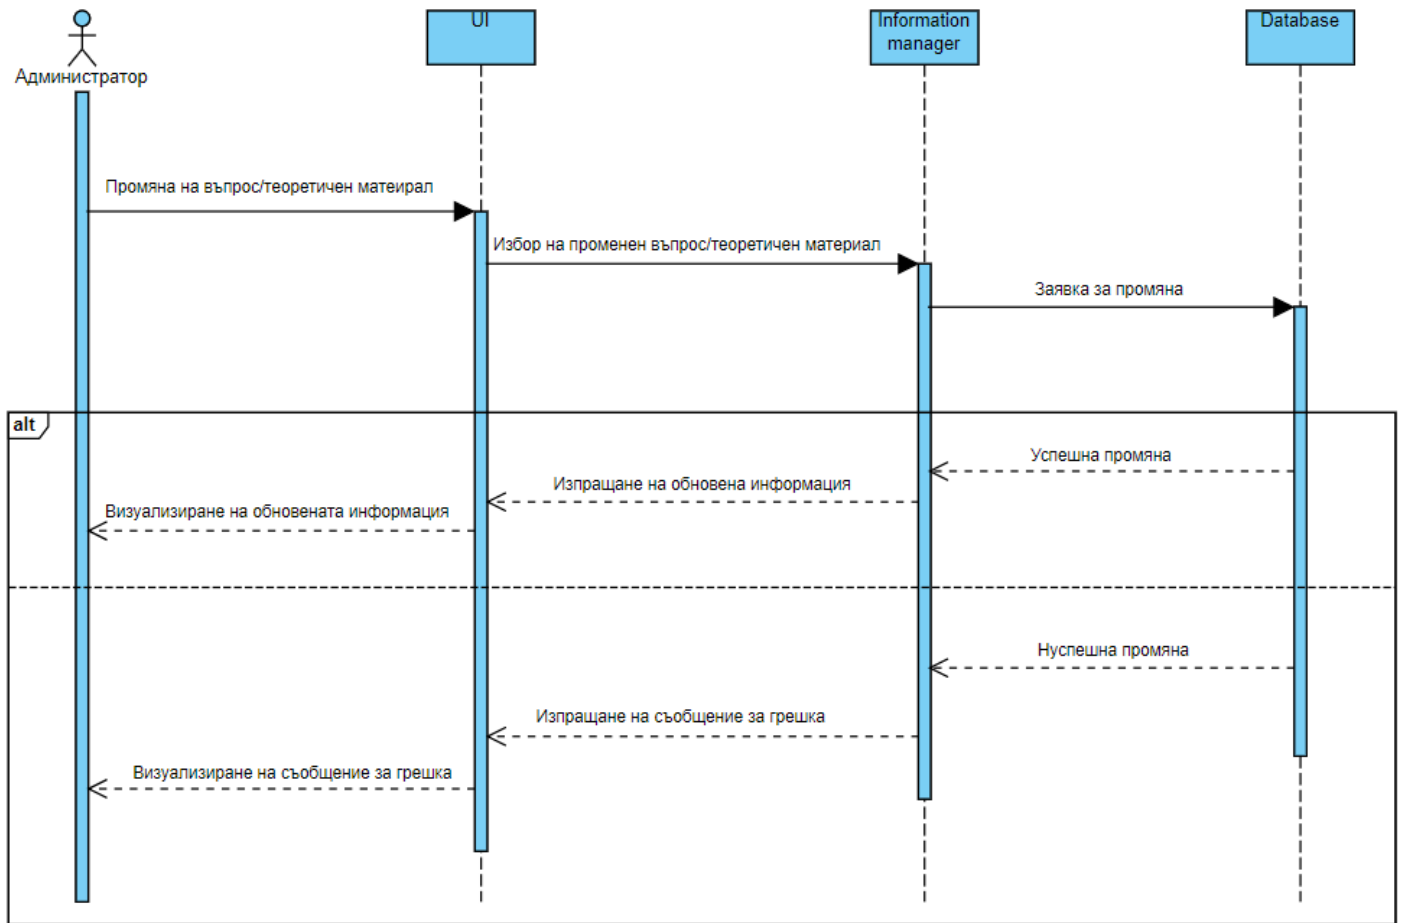 UI
Information
manager
Database
Администратор
Промяна на въпрос/теоретичен матеирал
Избор на променен въпрос/теоретичен материал
Заявка за промяна
alt
Успешна промяна
Изпращане на обновена информация
Визуализиране на обновената информация
Нуспешна промяна
Изпращане на съобщение за грешка
Визуализиране на съобщение за грешка